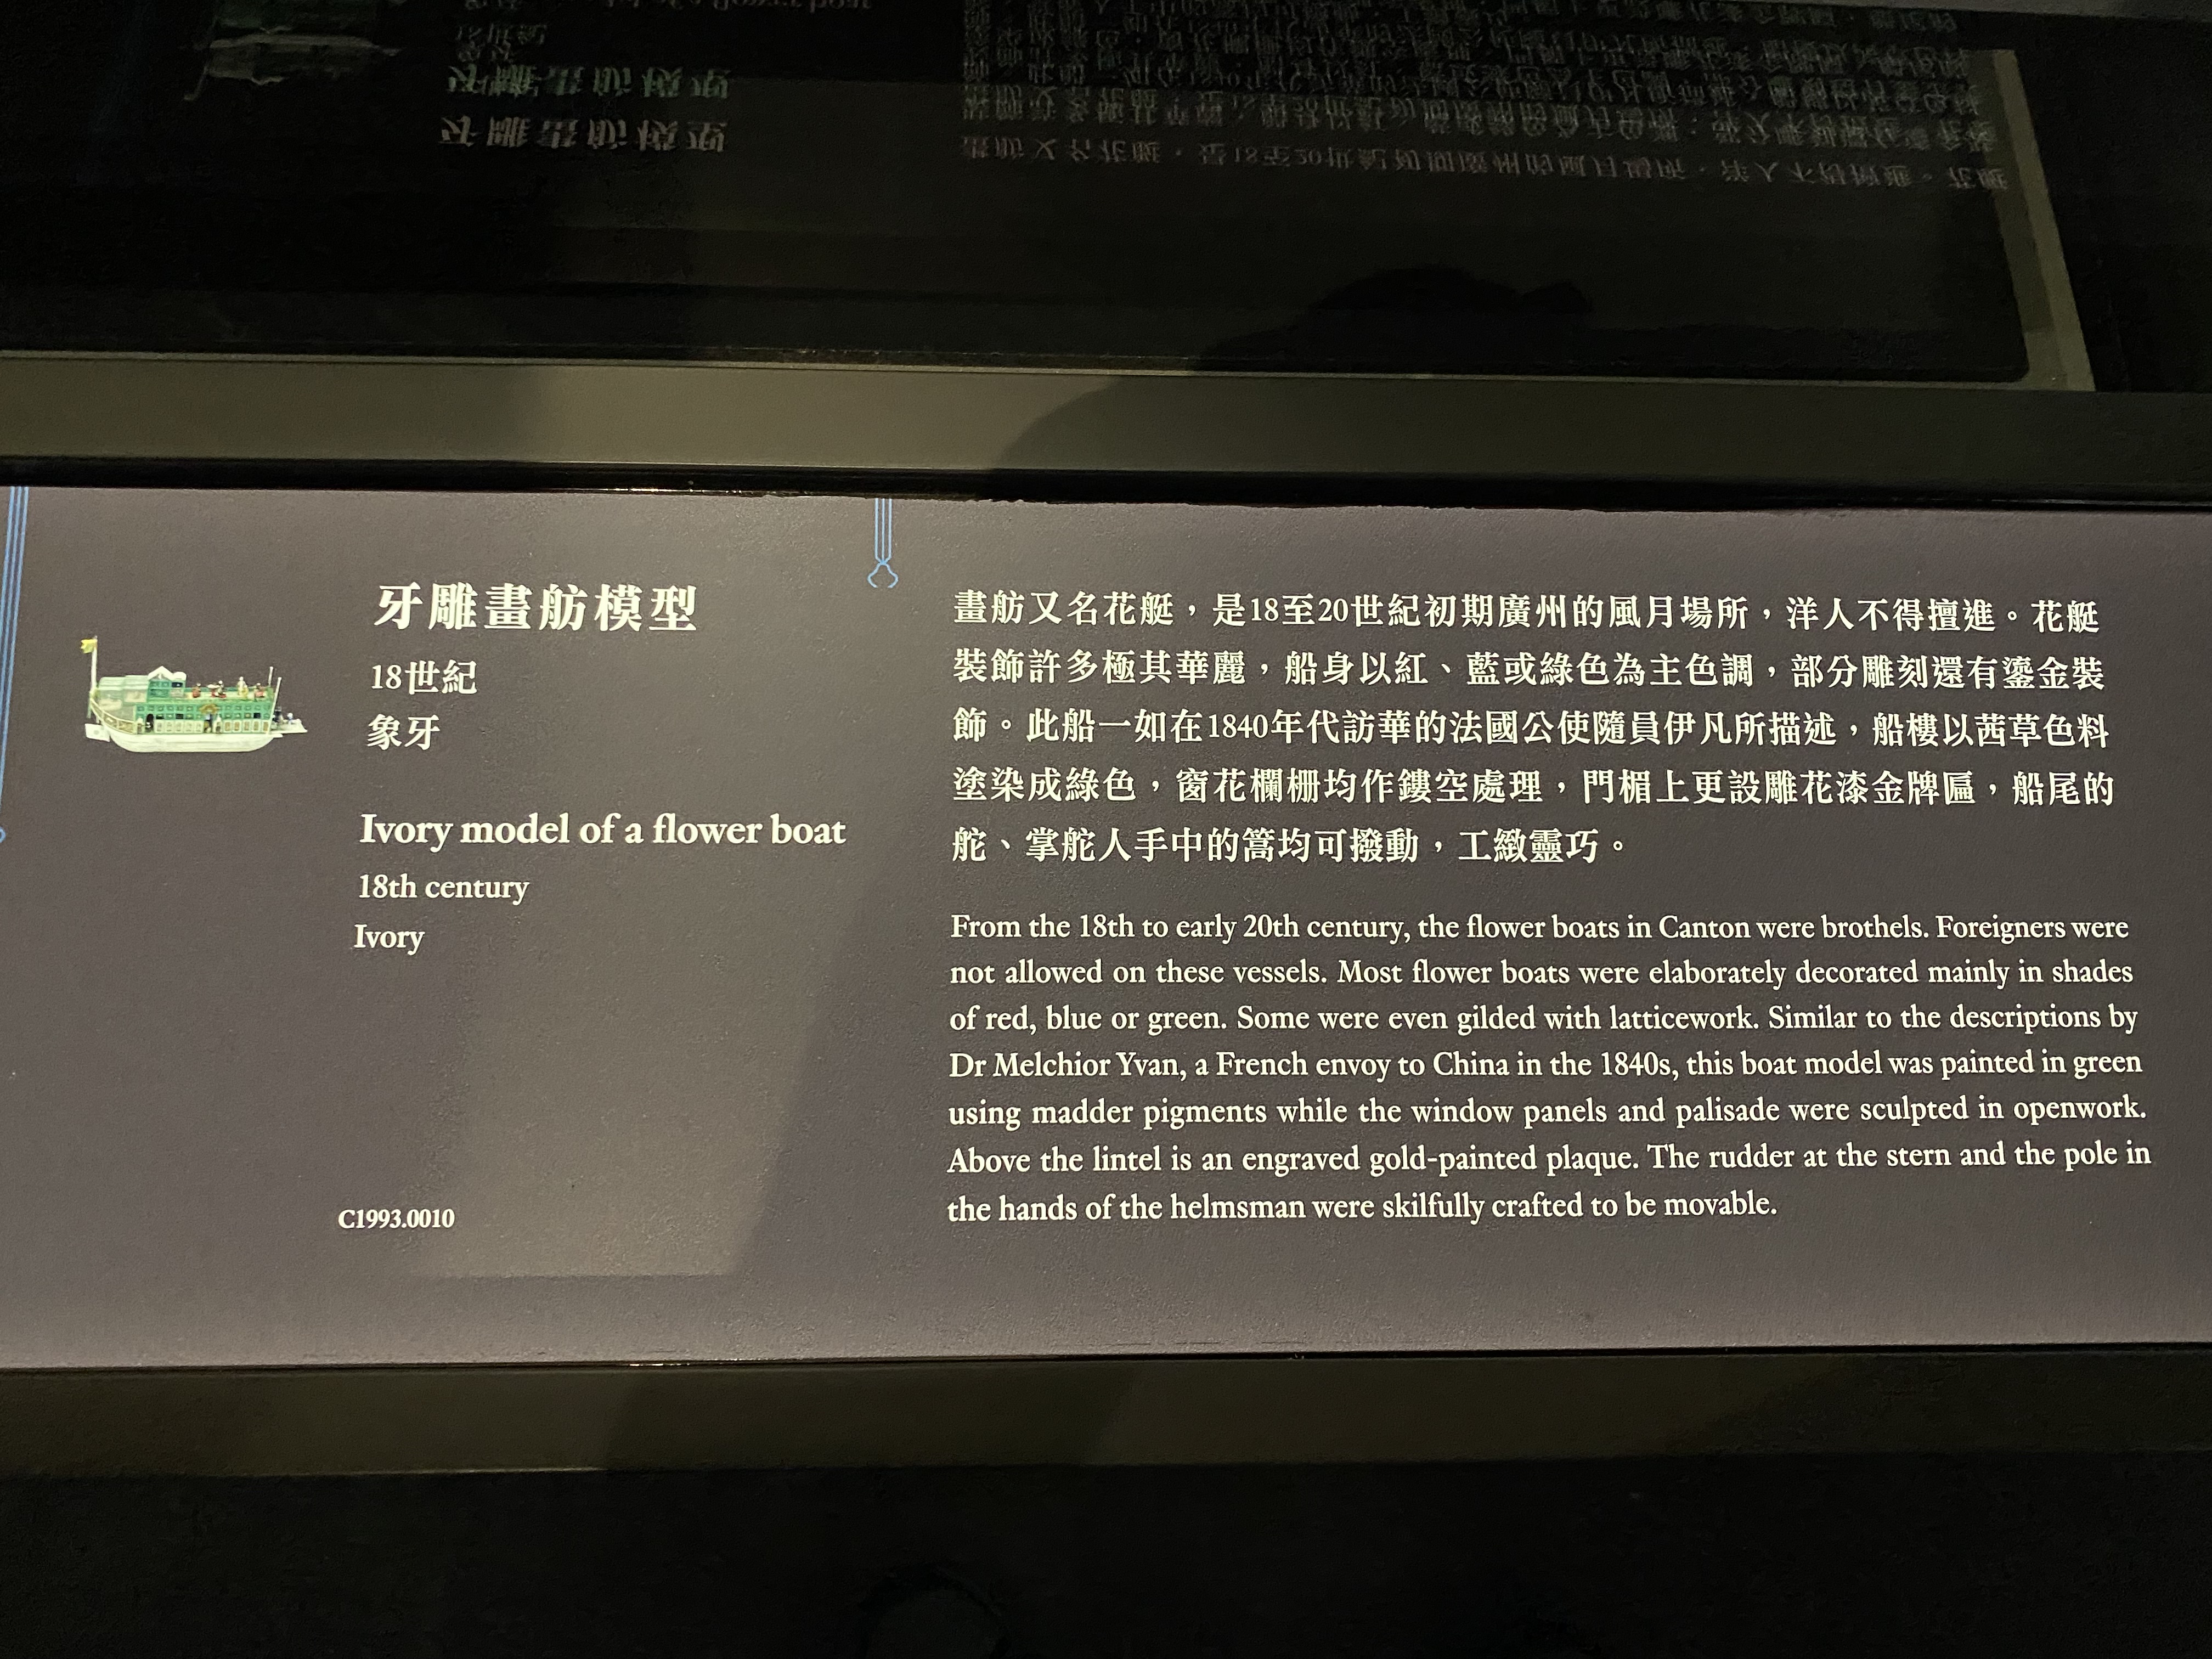 牙雕畫舫模型
18世紀
象牙
Ivory model of a flower boat
18th century
Ivory
C1993.0010
畫舫又名花艇，是18至20世紀初期廣州的風月場所，洋人不得擅進。花艇
裝飾許多極其華麗，船身以紅、藍或綠色為主色調，部分雕刻還有鎏金裝
飾。此船一如在1840年代訪華的法國公使隨員伊凡所描述，船樓以茜草色料
塗染成綠色，窗花欄柵均作鏤空處理，門楣上更設雕花漆金牌匾，船尾的
舵、掌舵人手中的篙均可撥動，工緻靈巧。
From the 18th to early 20th century, the flower boats in Canton were brothels. Foreigners were
not allowed on these vessels. Most flower boats were elaborately decorated mainly in shades
of red, blue or green. Some were even gilded with latticework. Similar to the descriptions by
Dr Melchior Yvan, a French envoy to China in the 1840s, this boat model was painted in green
using madder pigments while the window panels and palisade were sculpted in openwork.
Above the lintel is an engraved gold-painted plaque. The rudder at the stern and the pole in
the hands of the helmsman were skilfully crafted to be movable.